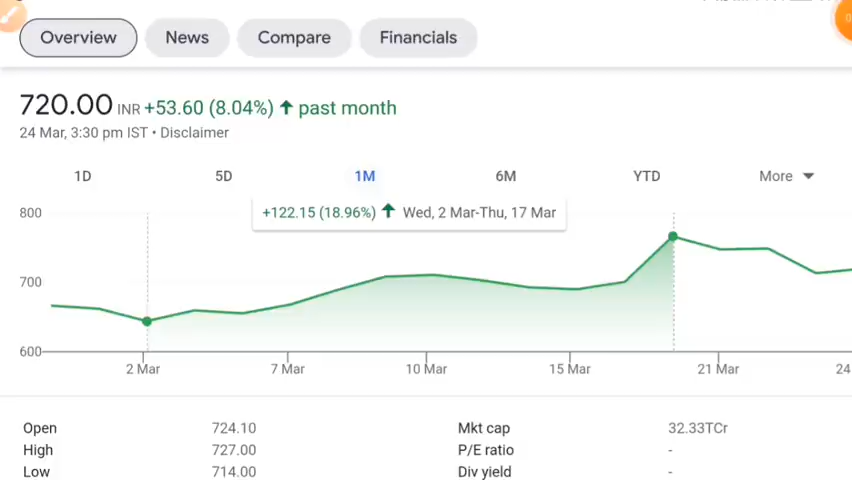 Overview News Compare Financials
720.00 INR +53.60 (8.04%) ↑ past month
24 Mar, 3:30 pm IST • Disclaimer
1D 5D 1M 6M YTD More
+122.15 (18.96%) ↑ Wed, 2 Mar-Thu, 17 Mar
800
700
600
2 Mar 7 Mar 10 Mar 15 Mar 21 Mar 24
Open 724.10 Mkt cap 32.33TCr
High 727.00 P/E ratio -
Low 714.00 Div yield -